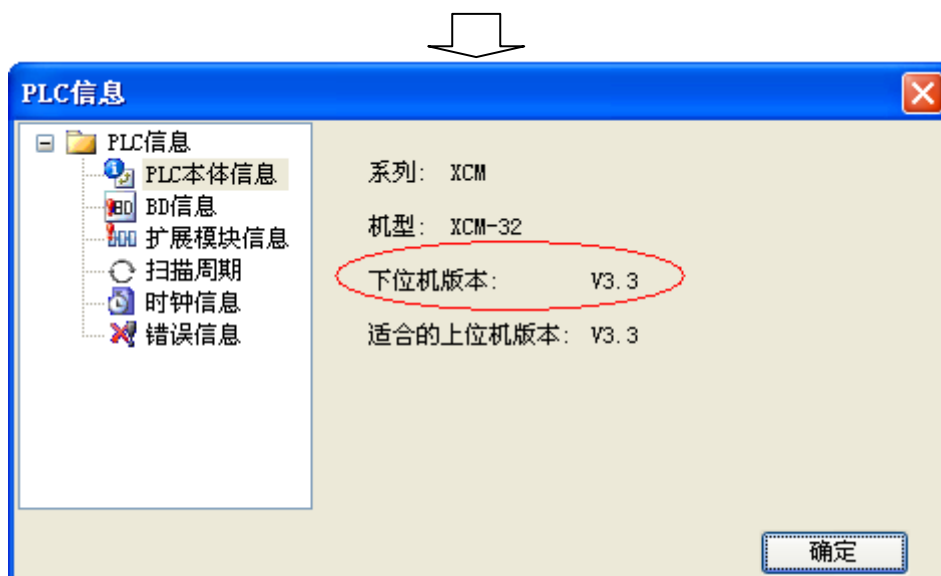 PLC信息
PLC信息
PLC本体信息
BD信息
扩展模块信息
扫描周期
时钟信息
错误信息
系列: XCM
机型: XCM-32
下位机版本: V3.3
适合的上位机版本: V3.3
确定